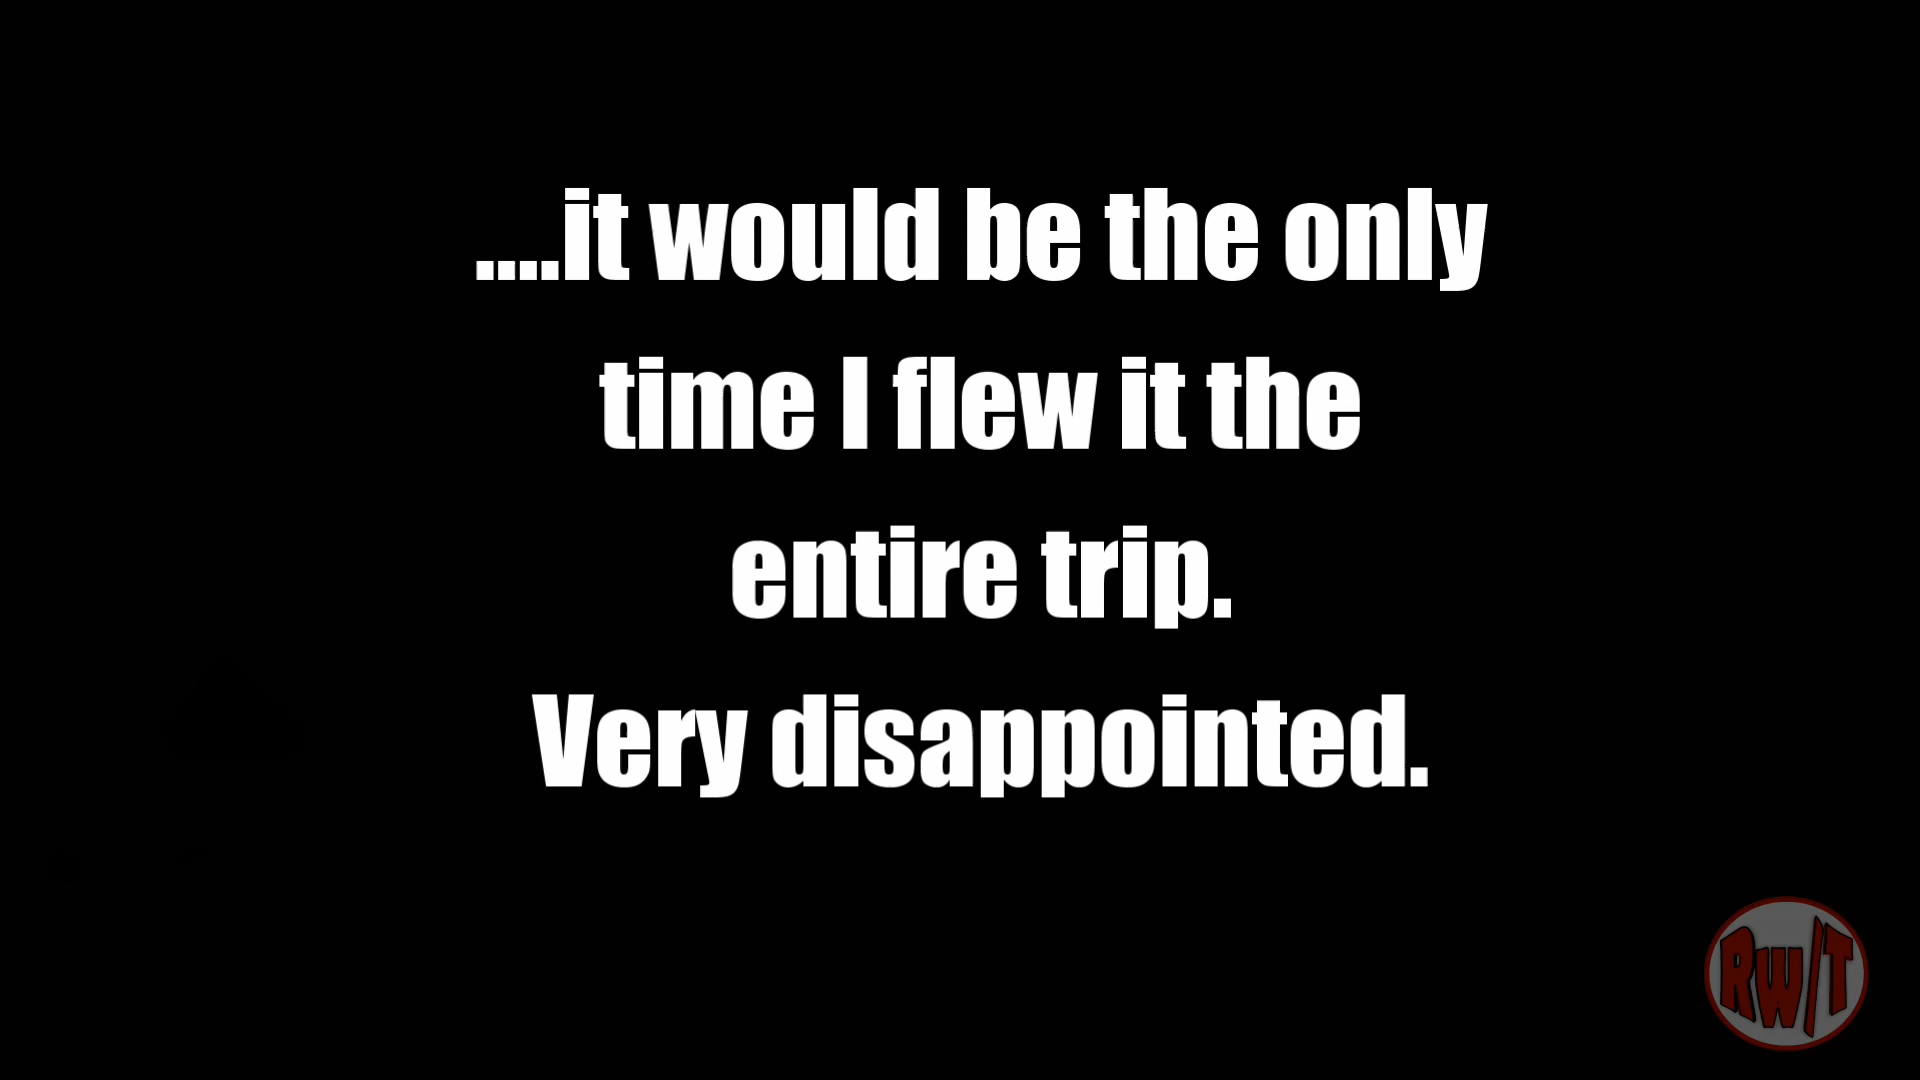 ....it would be the only
time I flew it the
entire trip.
Very disappointed.
RW/T